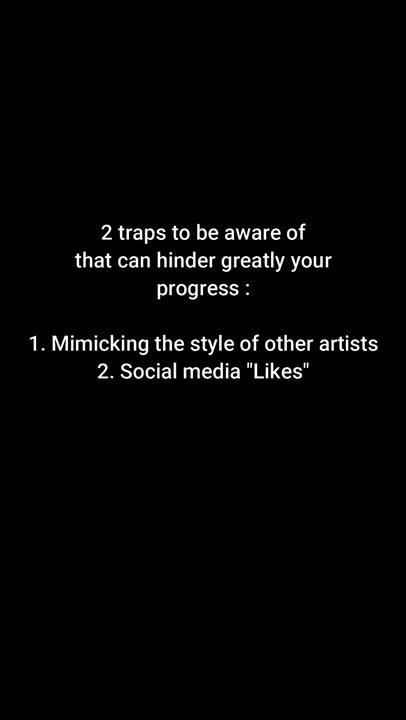 2 traps to be aware of
that can hinder greatly your
progress :
1. Mimicking the style of other artists
2. Social media "Likes"